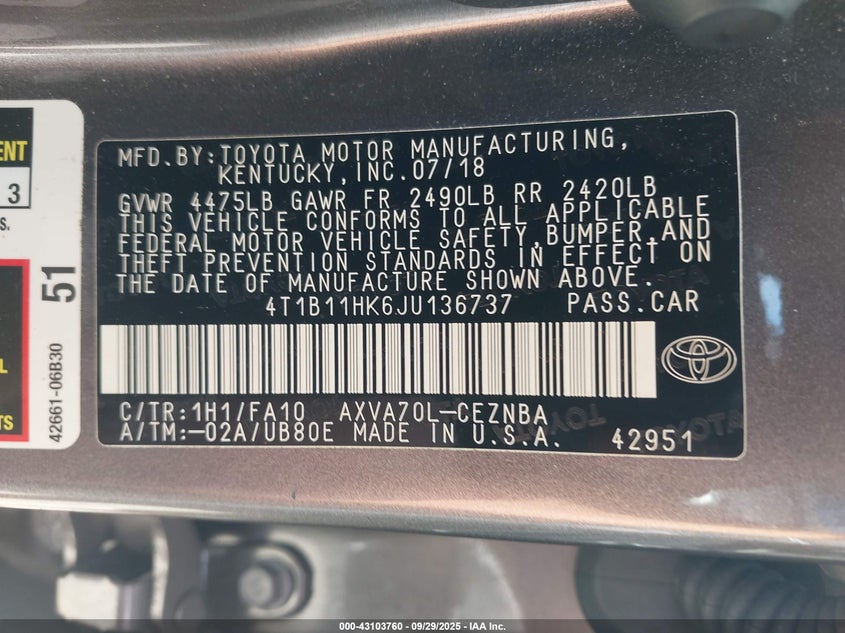 ENT
3
S.
L
TS
51
42661-06B30
MFD.BY:TOYOTA MOTOR MANUFACTURING,
KENTUCKY,INC.07/18
GVWR 4475LB GAWR FR 2490LB RR 2420LB
THIS VEHICLE CONFORMS TO ALL APPLICABLE
FEDERAL MOTOR VEHICLE SAFETY,BUMPER,AND
THEFT PREVENTION STANDARDS IN EFFECT ON
THE DATE OF MANUFACTURE SHOWN ABOVE.
4T1B11HK6JU136737 PASS.CAR
C/TR:1H1/FA10 AXVA70L-CEZNBA
A/TM:-02A/UB80E MADE IN U.S.A. 42951
000-43103760 - 09/29/2025 - IAA Inc.